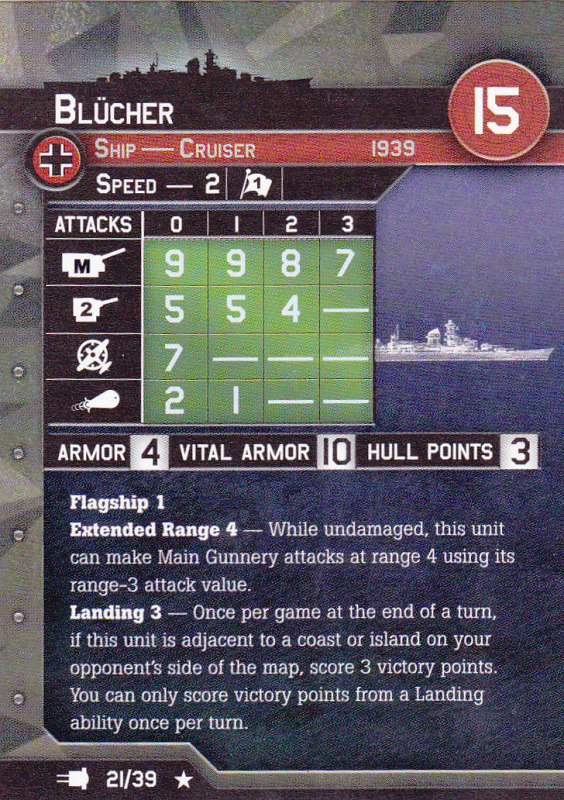 BLÜCHER
15
SHIP — CRUISER 1939
SPEED — 2 1
ATTACKS 0 1 2 3
M 9 9 8 7
2 5 5 4 —
7 — — —
2 1 — —
ARMOR 4 VITAL ARMOR 10 HULL POINTS 3
Flagship 1
Extended Range 4 — While undamaged, this unit
can make Main Gunnery attacks at range 4 using its
range-3 attack value.
Landing 3 — Once per game at the end of a turn,
if this unit is adjacent to a coast or island on your
opponent's side of the map, score 3 victory points.
You can only score victory points from a Landing
ability once per turn.
21/39 ★